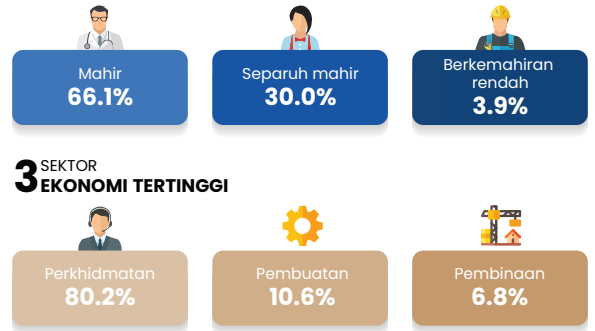 Mahir
66.1%
Separuh mahir
30.0%
Berkemahiran
rendah
3.9%
3 SEKTOR
EKONOMI TERTINGGI
Perkhidmatan
80.2%
Pembuatan
10.6%
Pembinaan
6.8%